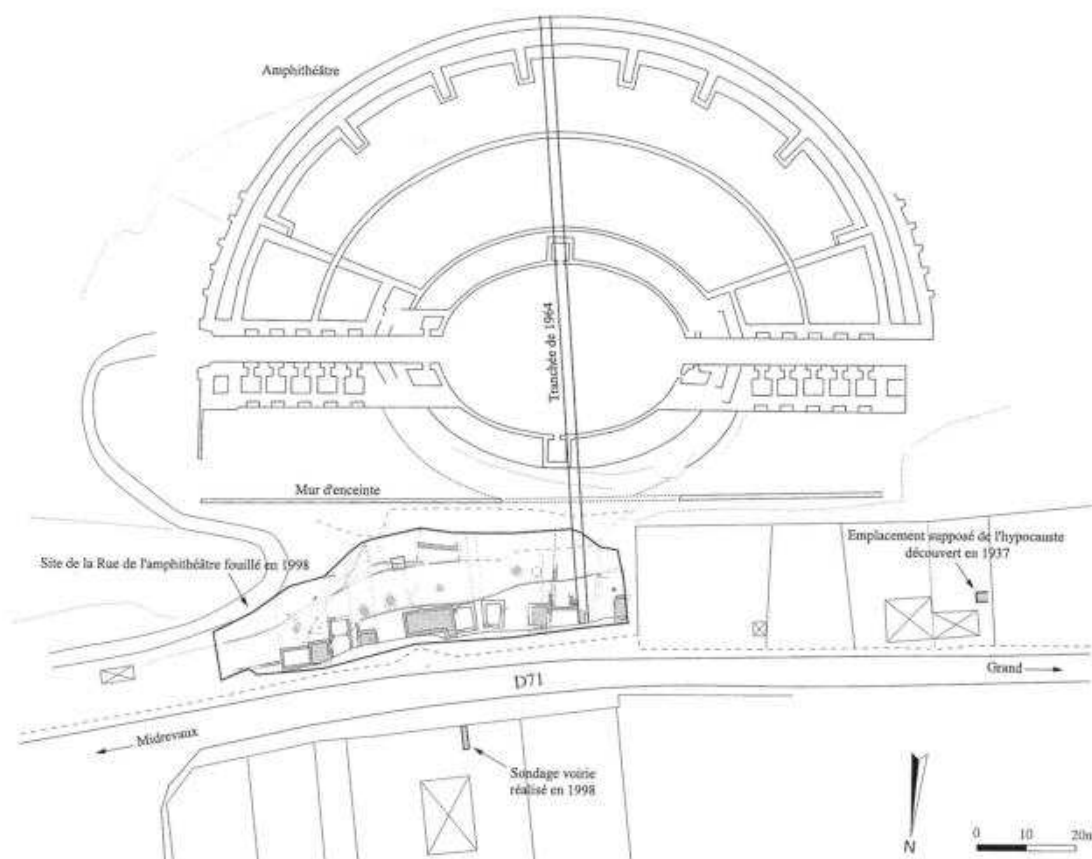 Amphithéâtre
Tranchée de 1964
Mur d'enceinte
Site de la Rue de l'amphithéâtre fouillé en 1998
Emplacement supposé de l'hypocauste
découvert en 1937
Grand
D71
Midrevaux
Sondage voirie
réalisé en 1998
N
0 10 20m